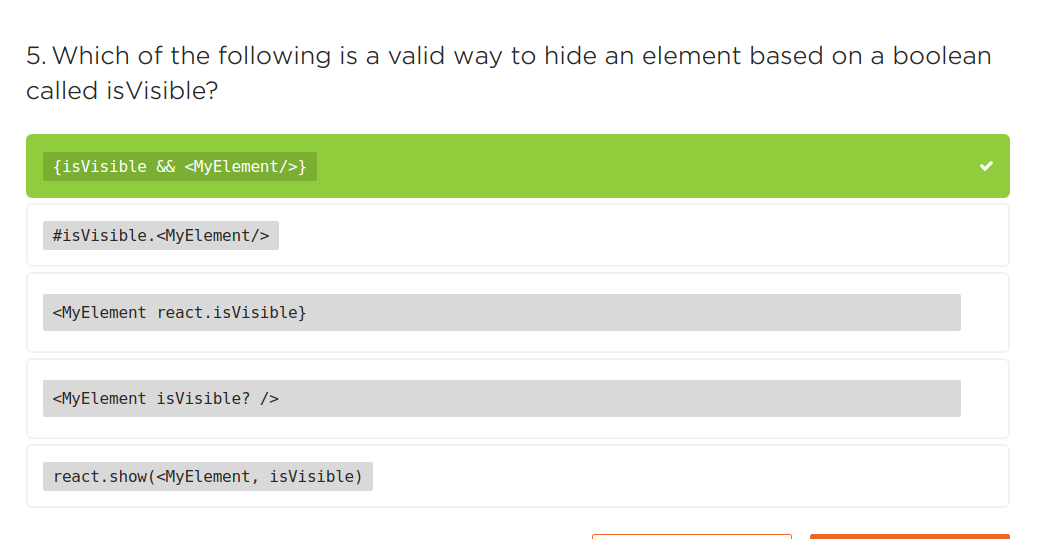 5. Which of the following is a valid way to hide an element based on a boolean
called isVisible?
{isVisible && <MyElement/>}
#isVisible.<MyElement/>
<MyElement react.isVisible}
<MyElement isVisible? />
react.show(<MyElement, isVisible)